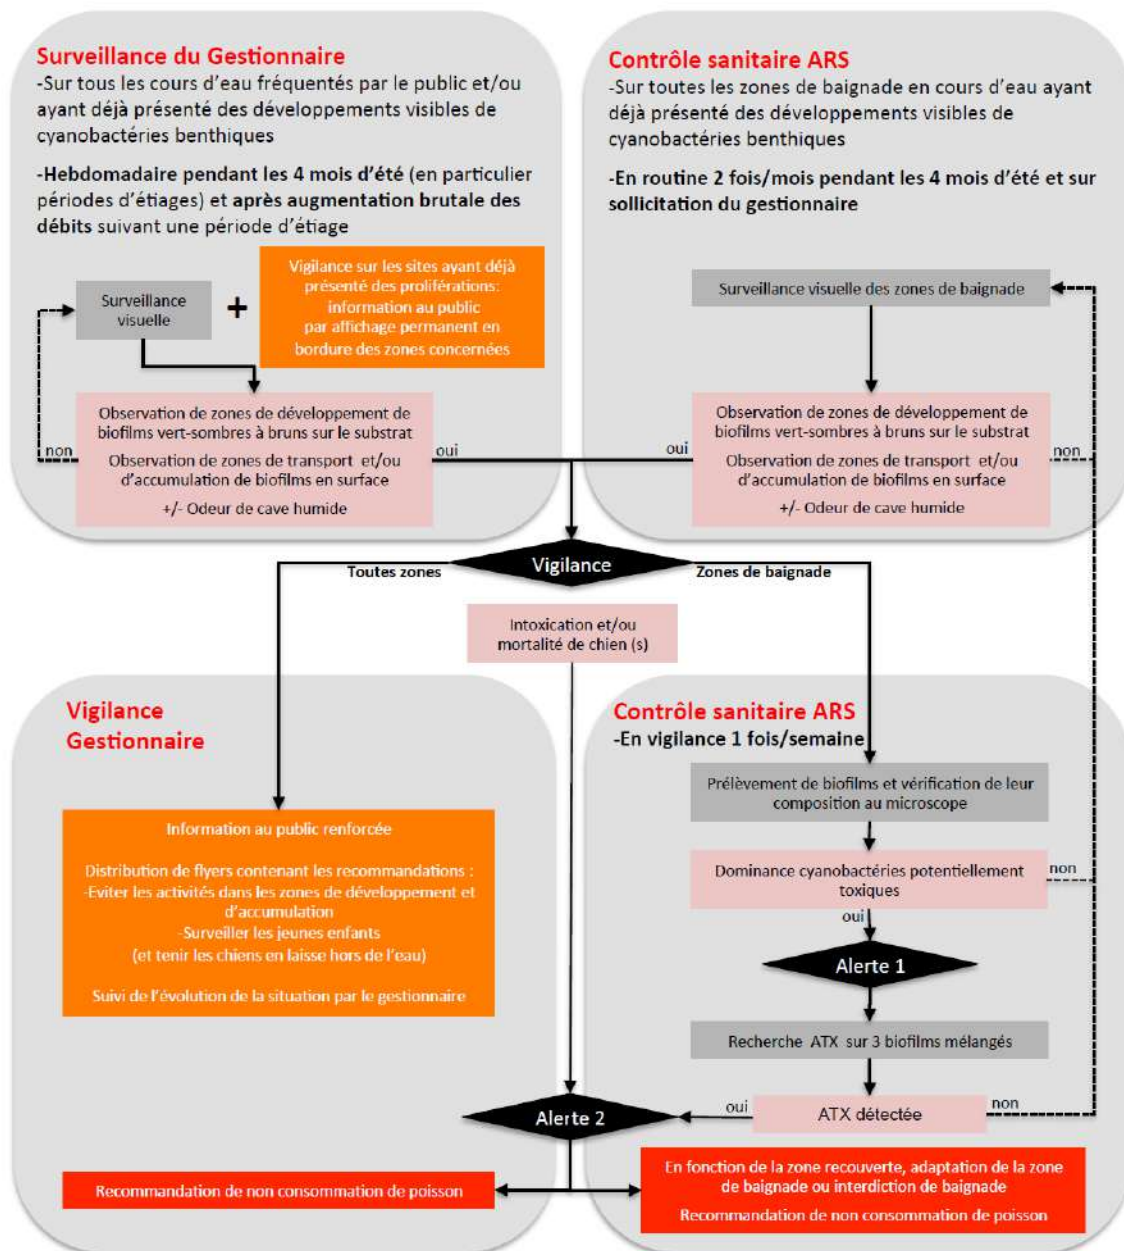 Surveillance du Gestionnaire
-Sur tous les cours d'eau fréquentés par le public et/ou
ayant déjà présenté des développements visibles de
cyanobactéries benthiques
-Hebdomadaire pendant les 4 mois d'été (en particulier
périodes d'étiages) et après augmentation brutale des
débits suivant une période d'étiage
Surveillance
visuelle
+
Vigilance sur les sites ayant déjà
présenté des proliférations:
information au public
par affichage permanent en
bordure des zones concernées
Observation de zones de développement de
biofilms vert-sombres à bruns sur le substrat
Observation de zones de transport et/ou
d'accumulation de biofilms en surface
+/- Odeur de cave humide
non
oui
Contrôle sanitaire ARS
-Sur toutes les zones de baignade en cours d'eau ayant
déjà présenté des développements visibles de
cyanobactéries benthiques
-En routine 2 fois/mois pendant les 4 mois d'été et sur
sollicitation du gestionnaire
Surveillance visuelle des zones de baignade
Observation de zones de développement de
biofilms vert-sombres à bruns sur le substrat
Observation de zones de transport et/ou
d'accumulation de biofilms en surface
+/- Odeur de cave humide
oui
non
Toutes zones
Vigilance
Zones de baignade
Intoxication et/ou
mortalité de chien (s)
Vigilance
Gestionnaire
Information au public renforcée
Distribution de flyers contenant les recommandations :
-Eviter les activités dans les zones de développement et
d'accumulation
-Surveiller les jeunes enfants
(et tenir les chiens en laisse hors de l'eau)
Suivi de l'évolution de la situation par le gestionnaire
Contrôle sanitaire ARS
-En vigilance 1 fois/semaine
Prélèvement de biofilms et vérification de leur
composition au microscope
Dominance cyanobactéries potentiellement
toxiques
non
oui
Alerte 1
Recherche ATX sur 3 biofilms mélangés
ATX détectée
oui
non
Alerte 2
Recommandation de non consommation de poisson
En fonction de la zone recouverte, adaptation de la zone
de baignade ou interdiction de baignade
Recommandation de non consommation de poisson